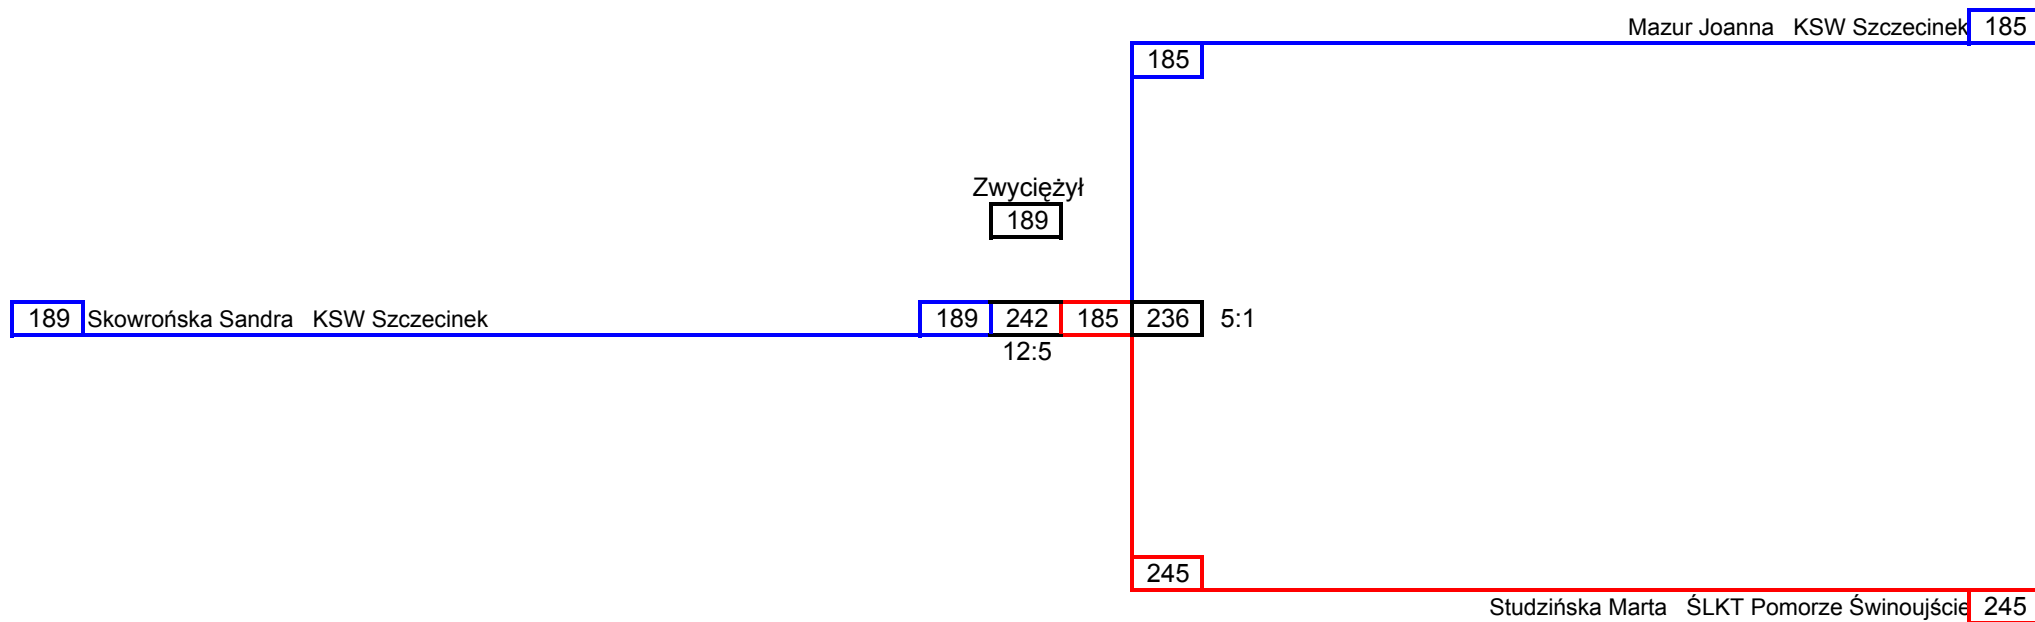 Mazur Joanna KSW Szczecinek 185
185
Zwyciężył
189
189 Skowrońska Sandra KSW Szczecinek 189 242 185 236 5:1
12:5
245
Studzińska Marta ŚLKT Pomorze Świnoujście 245